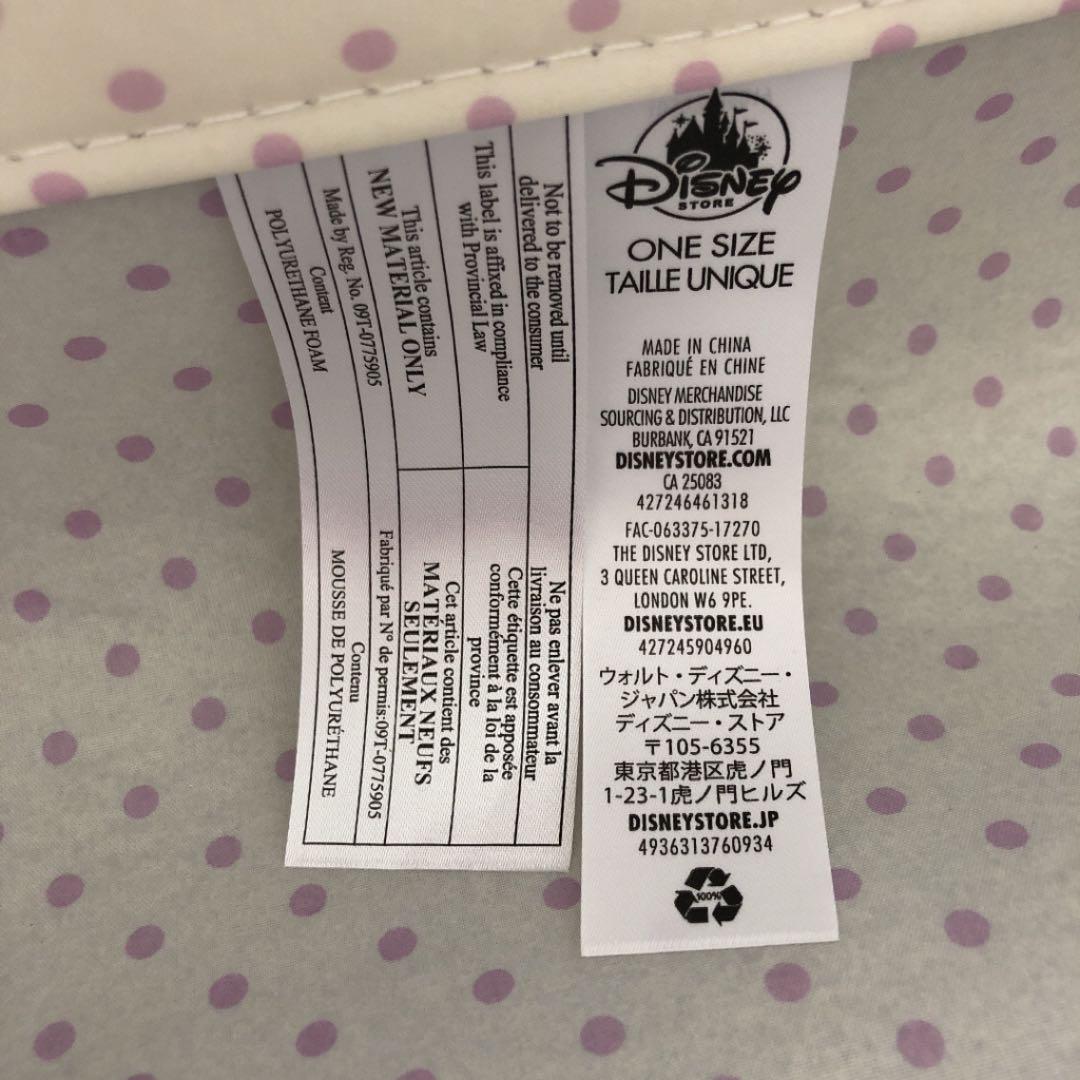 Not to be removed until
delivered to the consumer
This label is affixed in compliance
with Provincial Law
This article contains
NEW MATERIAL ONLY
Made by Reg. No. 09T-0775905
Content
POLYURETHANE FOAM
Ne pas enlever avant la
livraison au consommateur
Cette étiquette est apposée
conformément à la loi de la
province
Cet article contient des
MATÉRIAUX NEUFS
SEULEMENT
Fabriqué par N° de permis:09T-0775905
Contenu
MOUSSE DE POLYURÉTHANE
Disney
STORE
ONE SIZE
TAILLE UNIQUE
MADE IN CHINA
FABRIQUÉ EN CHINE
DISNEY MERCHANDISE
SOURCING & DISTRIBUTION, LLC
BURBANK, CA 91521
DISNEYSTORE.COM
CA 25083
427246461318
FAC-063375-17270
THE DISNEY STORE LTD,
3 QUEEN CAROLINE STREET,
LONDON W6 9PE.
DISNEYSTORE.EU
427245904960
ウォルト・ディズニー・
ジャパン株式会社
ディズニー・ストア
〒105-6355
東京都港区虎ノ門
1-23-1虎ノ門ヒルズ
DISNEYSTORE.JP
4936313760934
100%